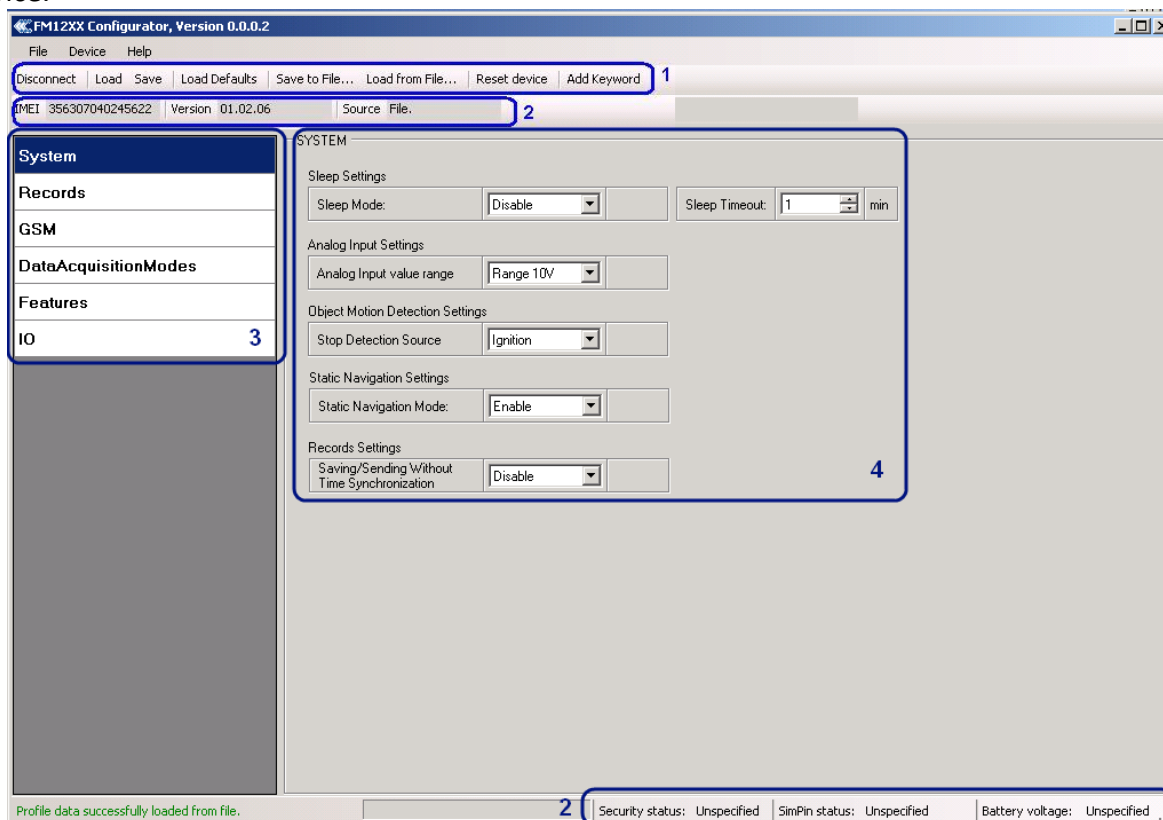 FM12XX Configurator, Version 0.0.0.2
File Device Help
Disconnect Load Save Load Defaults Save to File... Load from File... Reset device Add Keyword 1
IMEI 356307040245622 Version 01.02.06 Source File. 2
System
Records
GSM
DataAcquisitionModes
Features
IO 3
SYSTEM
Sleep Settings
Sleep Mode: Disable Sleep Timeout: 1 min
Analog Input Settings
Analog Input value range Range 10V
Object Motion Detection Settings
Stop Detection Source Ignition
Static Navigation Settings
Static Navigation Mode: Enable
Records Settings
Saving/Sending Without
Time Synchronization Disable
4
Profile data successfully loaded from file. 2 Security status: Unspecified SimPin status: Unspecified Battery voltage: Unspecified